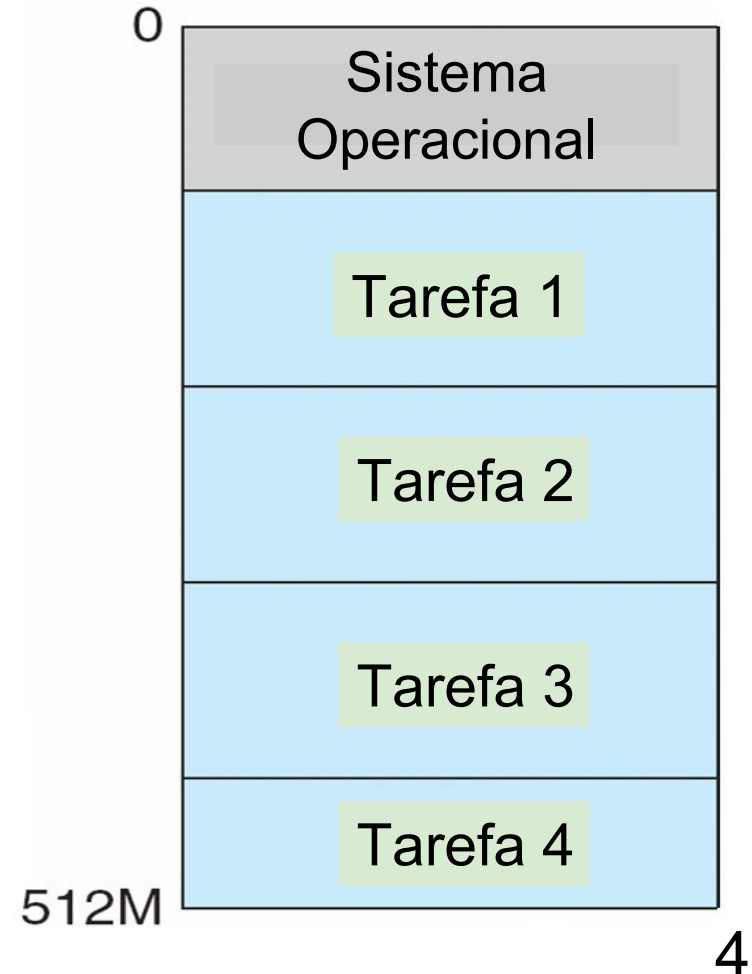 0
Sistema
Operacional
Tarefa 1
Tarefa 2
Tarefa 3
Tarefa 4
512M
4